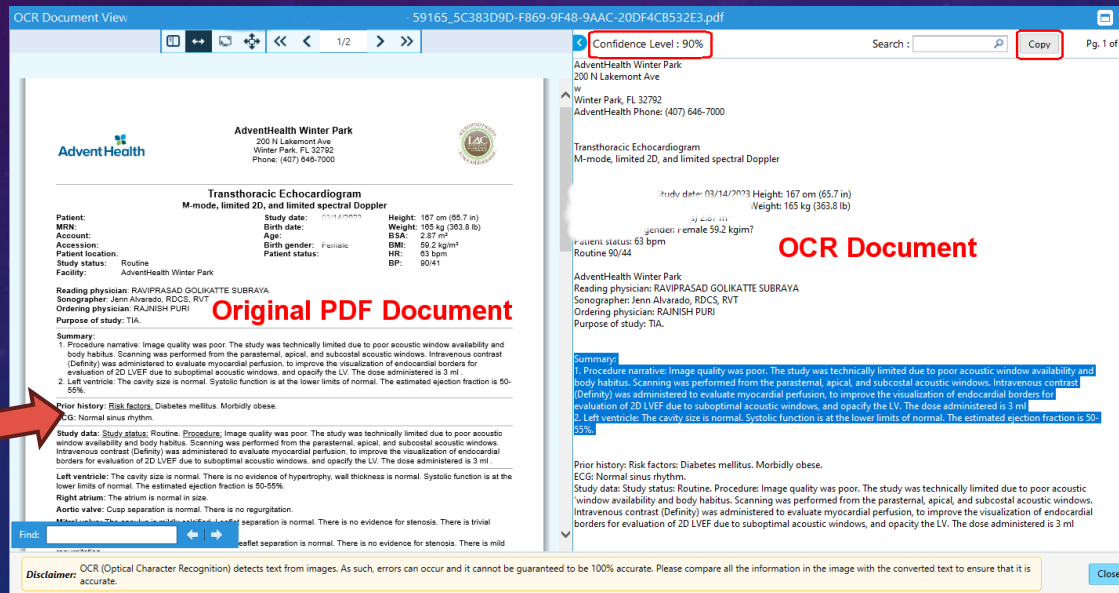 OCR Document View
- 59165_5C383D9D-F869-9F48-9AAC-20DF4CB532E3.pdf
1/2
Confidence Level : 90%
Search :
Copy
Pg. 1 of
AdventHealth
AdventHealth Winter Park
200 N Lakemont Ave
Winter Park, FL 32792
Phone: (407) 646-7000
Transthoracic Echocardiogram
M-mode, limited 2D, and limited spectral Doppler
Patient: Study date: 03/14/2023 Height: 167 cm (65.7 in)
MRN: Birth date: Weight: 165 kg (363.8 lb)
Account: Age: BSA: 2.87 m²
Accession: Birth gender: Female BMI: 59.2 kg/m²
Patient location: Patient status: HR: 63 bpm
Study status: Routine BP: 90/41
Facility: AdventHealth Winter Park
Reading physician: RAVIPRASAD GOLIKATTE SUBRAYA
Sonographer: Jenn Alvarado, RDCS, RVT
Ordering physician: RAJNISH PURI
Purpose of study: TIA.
Original PDF Document
Summary:
1. Procedure narrative: Image quality was poor. The study was technically limited due to poor acoustic window availability and
body habitus. Scanning was performed from the parasternal, apical, and subcostal acoustic windows. Intravenous contrast
(Definity) was administered to evaluate myocardial perfusion, to improve the visualization of endocardial borders for
evaluation of 2D LVEF due to suboptimal acoustic windows, and opacify the LV. The dose administered is 3 ml .
2. Left ventricle: The cavity size is normal. Systolic function is at the lower limits of normal. The estimated ejection fraction is 50-
55%.
Prior history: Risk factors: Diabetes mellitus. Morbidly obese.
ECG: Normal sinus rhythm.
Study data: Study status: Routine. Procedure: Image quality was poor. The study was technically limited due to poor acoustic
window availability and body habitus. Scanning was performed from the parasternal, apical, and subcostal acoustic windows.
Intravenous contrast (Definity) was administered to evaluate myocardial perfusion, to improve the visualization of endocardial
borders for evaluation of 2D LVEF due to suboptimal acoustic windows, and opacify the LV. The dose administered is 3 ml .
Left ventricle: The cavity size is normal. There is no evidence of hypertrophy, wall thickness is normal. Systolic function is at the
lower limits of normal. The estimated ejection fraction is 50-55%.
Right atrium: The atrium is normal in size.
Aortic valve: Cusp separation is normal. There is no regurgitation.
separation is normal. There is no evidence for stenosis. There is trivial
leaflet separation is normal. There is no evidence for stenosis. There is mild
Find:
AdventHealth Winter Park
200 N Lakemont Ave
w
Winter Park, FL 32792
AdventHealth Phone: (407) 646-7000
Transthoracic Echocardiogram
M-mode, limited 2D, and limited spectral Doppler
Study date: 03/14/2023 Height: 167 cm (65.7 in)
Weight: 165 kg (363.8 lb)
2.87 m
gender: Female 59.2 kgim?
Patient status: 63 bpm
Routine 90/44
OCR Document
AdventHealth Winter Park
Reading physician: RAVIPRASAD GOLIKATTE SUBRAYA
Sonographer: Jenn Alvarado, RDCS, RVT
Ordering physician: RAJNISH PURI
Purpose of study: TIA.
Summary:
1. Procedure narrative: Image quality was poor. The study was technically limited due to poor acoustic window availability and
body habitus. Scanning was performed from the parastemal, apical, and subcostal acoustic windows. Intravenous contrast
(Definity) was administered to evaluate myocardial perfusion, to improve the visualization of endocardial borders for
evaluation of 2D LVEF due to suboptimal acoustic windows, and opacify the LV. The dose administered is 3 ml
2. Left ventricle: The cavity size is normal. Systolic function is at the lower limits of normal. The estimated ejection fraction is 50-
55%.
Prior history: Risk factors: Diabetes mellitus. Morbidly obese.
ECG: Normal sinus rhythm.
Study data: Study status: Routine. Procedure: Image quality was poor. The study was technically limited due to poor acoustic
'window availability and body habitus. Scanning was performed from the parasternal, apical, and subcostal acoustic windows.
Intravenous contrast (Definity) was administered to evaluate myocardial perfusion, to improve the visualization of endocardial
borders for evaluation of 2D LVEF due to suboptimal acoustic windows, and opacity the LV. The dose administered is 3 ml
Disclaimer: OCR (Optical Character Recognition) detects text from images. As such, errors can occur and it cannot be guaranteed to be 100% accurate. Please compare all the information in the image with the converted text to ensure that it is
accurate.
Close